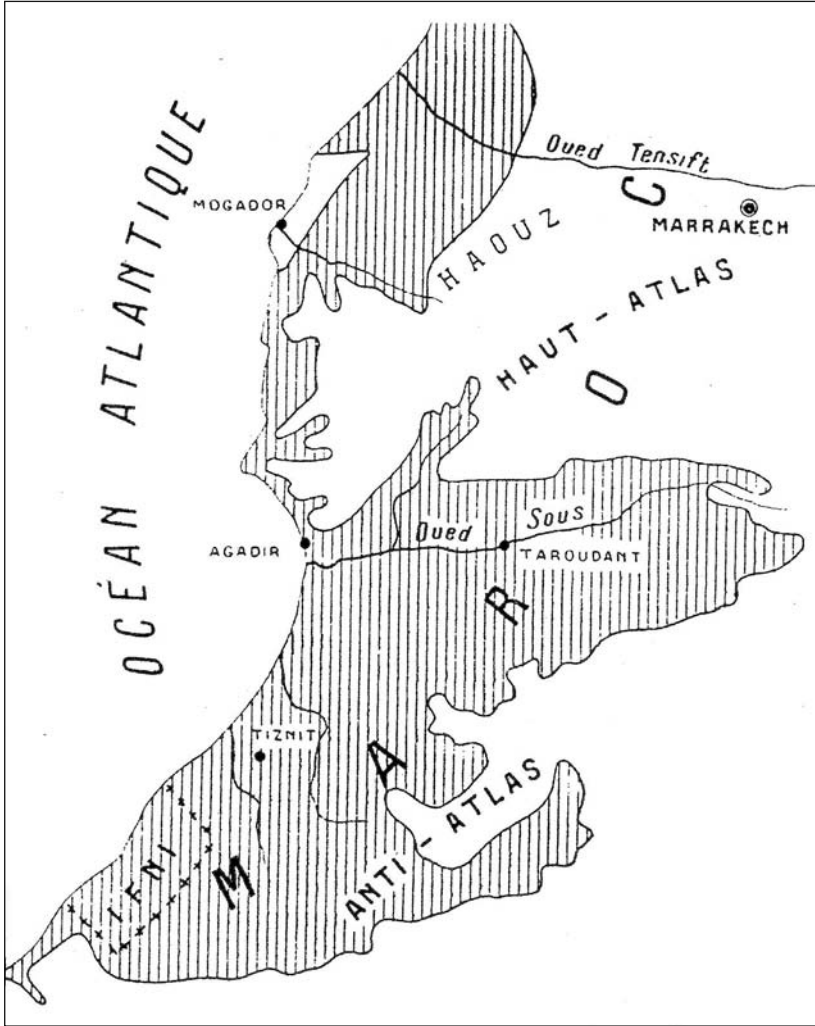 OCÉAN ATLANTIQUE
Oued Tensift
MOGADOR
MARRAKECH
HAOUZ
HAUT-ATLAS
AGADIR
Oued Sous
TAROUDANT
TIZNIT
ANTI-ATLAS
IFNI
MAROC